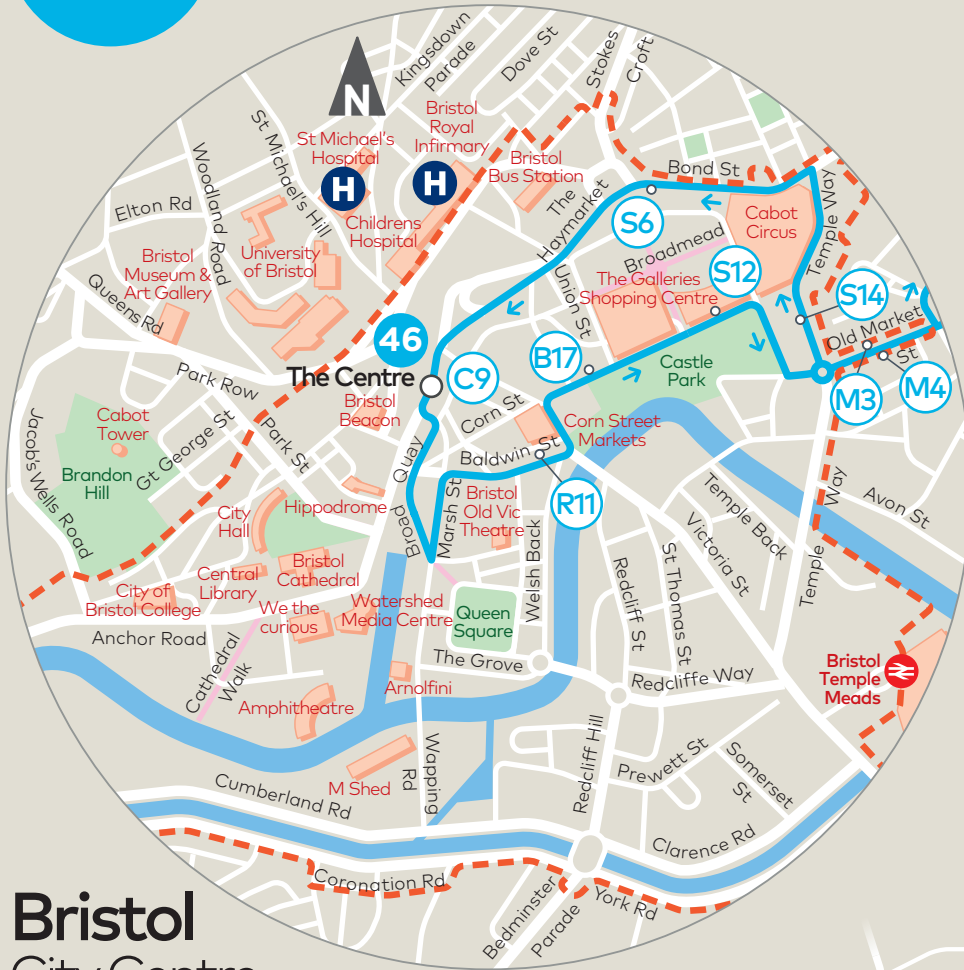 Kingsdown
Parade
Dove St
Stokes
Croft
N
St Michael's Hill
St Michael's
Hospital
H
Bristol
Royal
Infirmary
H
Bristol
Bus Station
Bond St
The
Haymarket
Woodland
Road
Elton Rd
Childrens
Hospital
S6
Cabot
Circus
Temple Way
Broadmead
University
of Bristol
Bristol
Museum &
Art Gallery
Queens Rd
Union St
The Galleries
Shopping Centre
S12
S14
Old Market
St
46
The Centre
C9
B17
Castle
Park
M3
M4
Park Row
Bristol
Beacon
Corn St
Corn Street
Markets
Jacob's Wells Road
Cabot
Tower
Brandon
Hill
Gt George St
Park St
Quay
Broad
Baldwin St
R11
Marsh St
Bristol
Old Vic
Theatre
Hippodrome
City
Hall
Welsh Back
Temple Back
Victoria St
Way
Temple
Avon St
Redcliff St
St Thomas St
Central
Library
Bristol
Cathedral
City of
Bristol College
We the
curious
Watershed
Media Centre
Queen
Square
Anchor Road
Cathedral
Walk
The Grove
Redcliffe Way
Bristol
Temple
Meads
Arnolfini
Amphitheatre
M Shed
Wapping
Rd
Redcliff Hill
Prewett St
Somerset
St
Cumberland Rd
Clarence Rd
Coronation Rd
Bedminster
Parade
York Rd
Bristol
City Centre